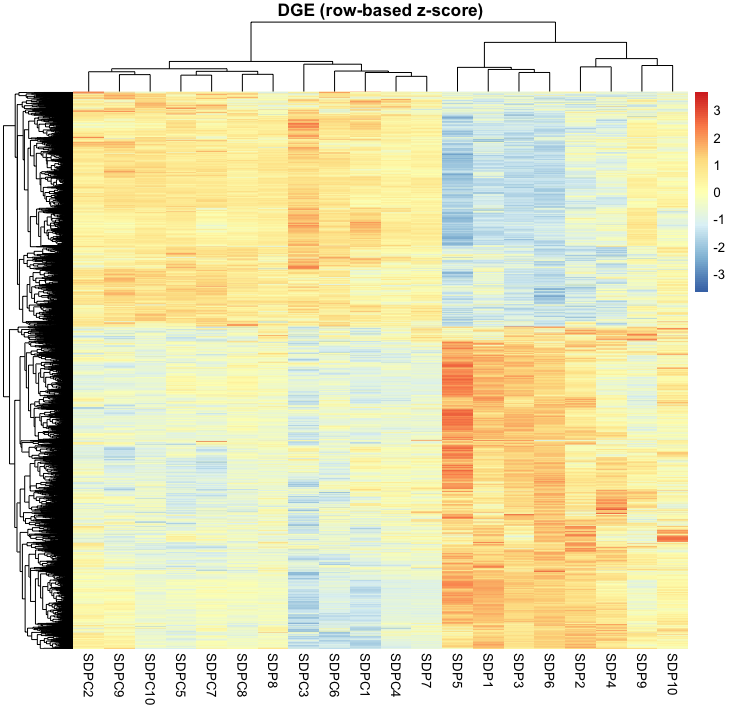 DGE (row-based z-score)
3
2
1
0
-1
-2
-3
SDPC2
SDPC9
SDPC10
SDPC5
SDPC7
SDPC8
SDP8
SDPC3
SDPC6
SDPC1
SDPC4
SDP7
SDP5
SDP1
SDP3
SDP6
SDP2
SDP4
SDP9
SDP10